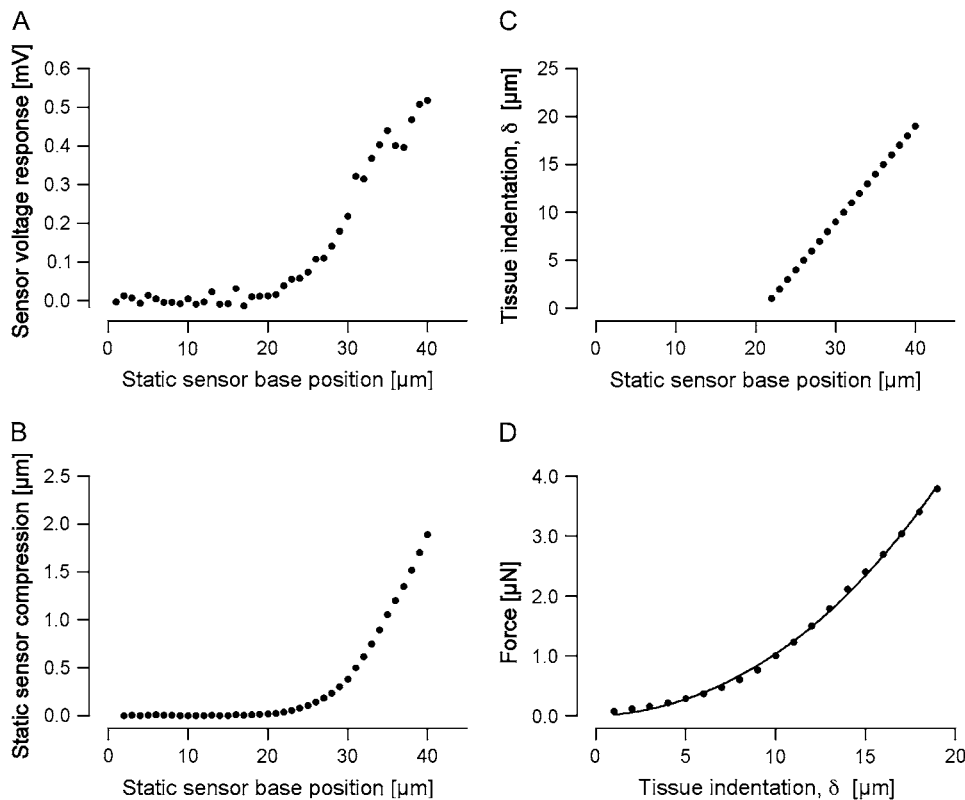 A
Sensor voltage response [mV]
0.6
0.5
0.4
0.3
0.2
0.1
0.0
0 10 20 30 40
Static sensor base position [µm]
C
Tissue indentation, δ [µm]
25
20
15
10
5
0
0 10 20 30 40
Static sensor base position [µm]
B
Static sensor compression [µm]
2.5
2.0
1.0
1.0
0.5
0.0
0 10 20 30 40
Static sensor base position [µm]
D
Force [µN]
4.0
3.0
2.0
1.0
0.0
0 5 10 15 20
Tissue indentation, δ [µm]